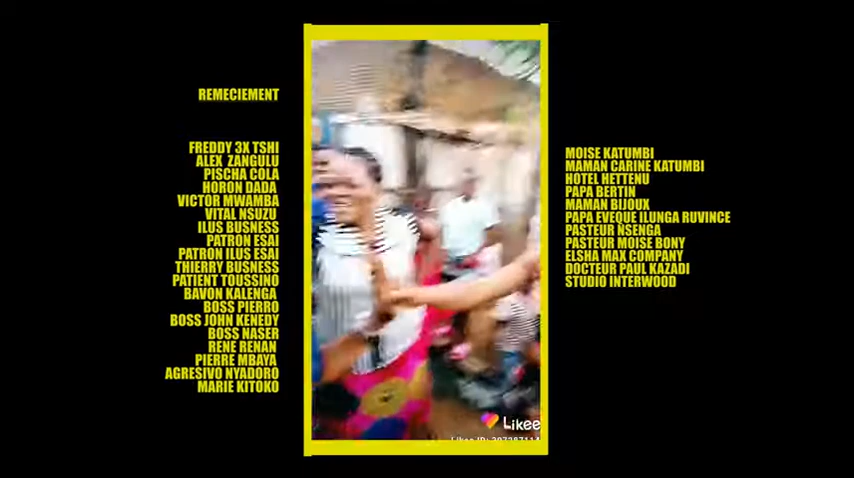 REMECIEMENT
FREDDY 3X TSHI
ALEX ZANGULU
PISCHA COLA
HORON DADA
VICTOR MWAMBA
VITAL NSUZU
ILUS BUSNESS
PATRON ESAI
PATRON ILUS ESAI
THIERRY BUSNESS
PATIENT TOUSSINO
BAVON KALENGA
BOSS PIERRO
BOSS JOHN KENEDY
BOSS NASER
RENE RENAN
PIERRE MBAYA
AGRESIVO NYADORO
MARIE KITOKO
MOISE KATUMBI
MAMAN CARINE KATUMBI
HOTEL HETTENU
PAPA BERTIN
MAMAN BIJOUX
PAPA EVEQUE ILUNGA RUVINCE
PASTEUR NSENGA
PASTEUR MOISE BONY
ELSHA MAX COMPANY
DOCTEUR PAUL KAZADI
STUDIO INTERWOOD
Likee